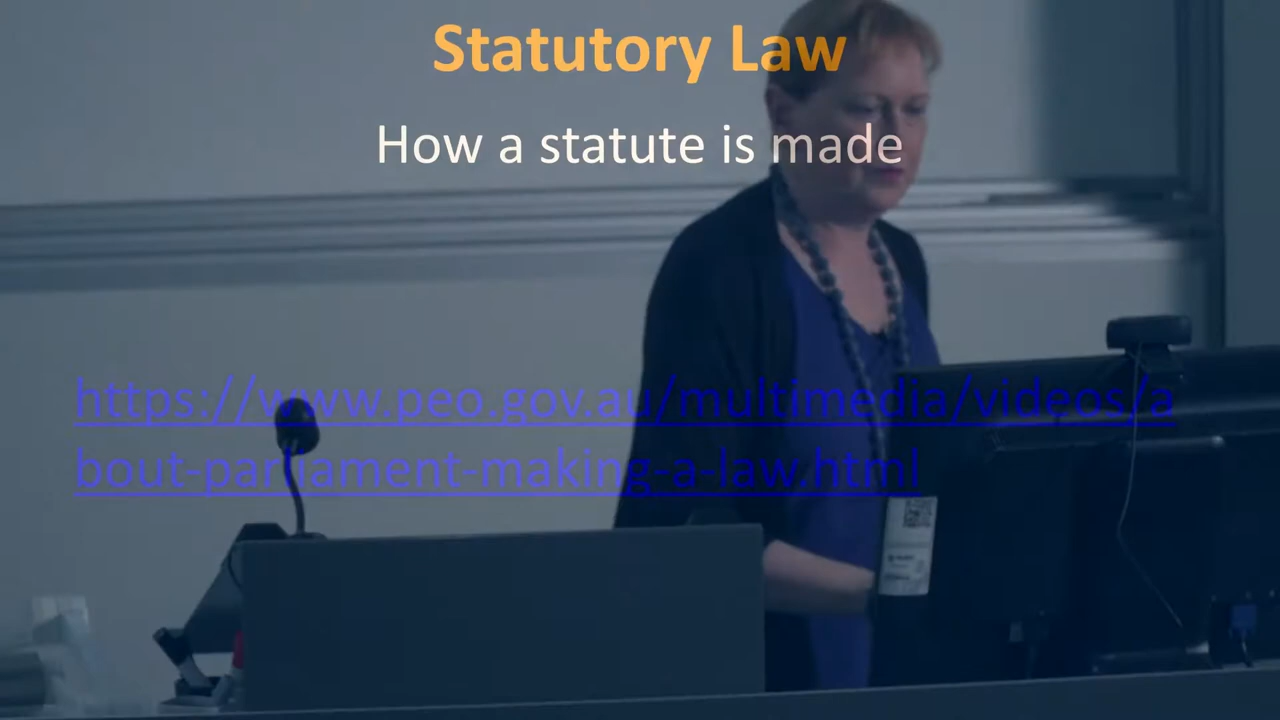 Statutory Law
How a statute is made
https://www.peo.gov.au/multimedia/videos/a
bout-parliament-making-a-law.html